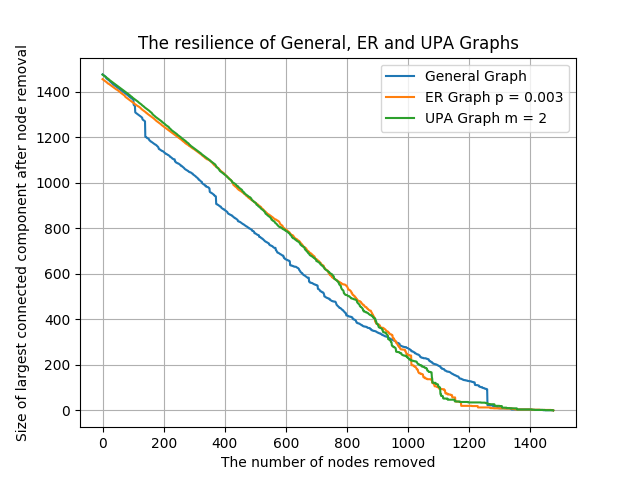 The resilience of General, ER and UPA Graphs
Size of largest connected component after node removal
1400
1200
1000
800
600
400
200
0
General Graph
ER Graph p = 0.003
UPA Graph m = 2
0 200 400 600 800 1000 1200 1400
The number of nodes removed